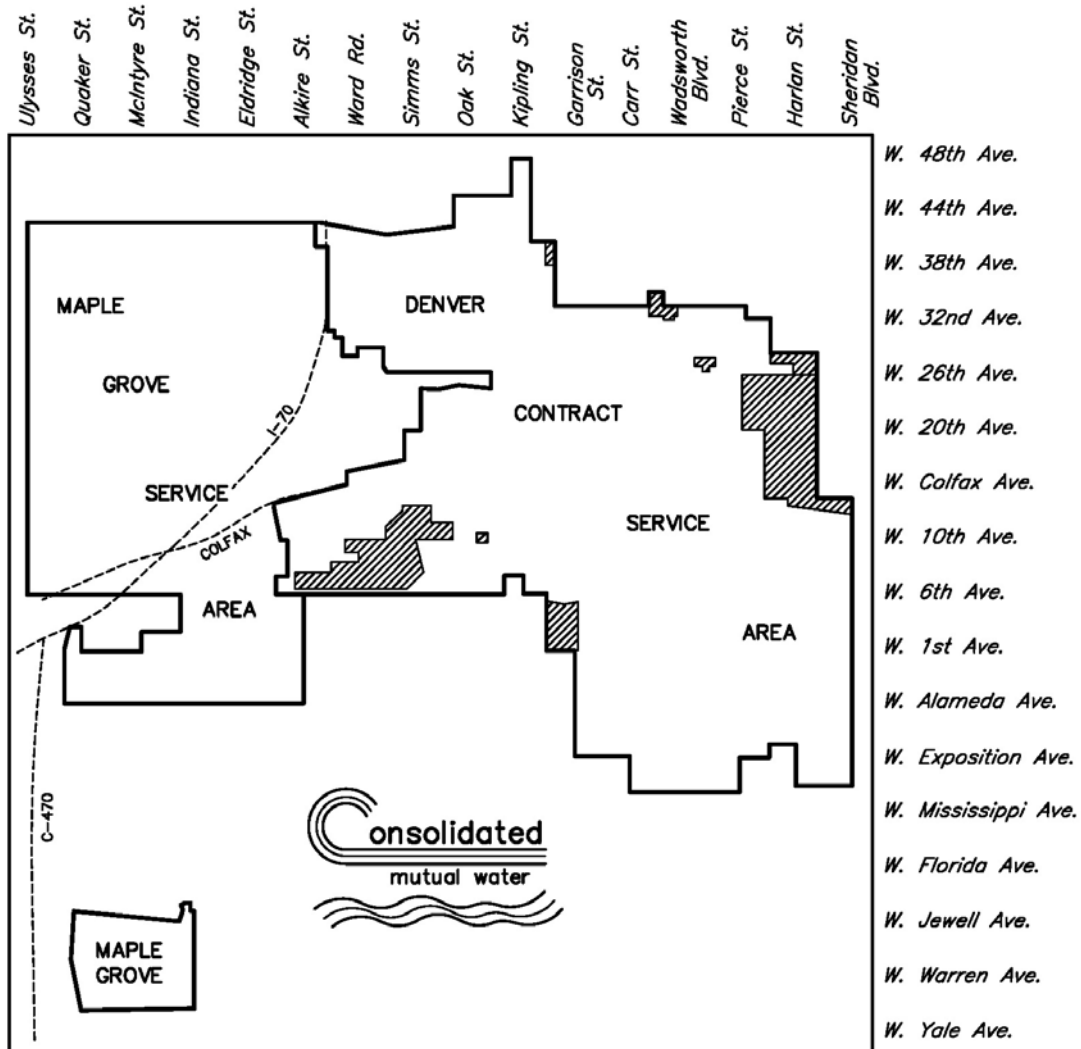 Ulysses St.
Quaker St.
McIntyre St.
Indiana St.
Eldridge St.
Alkire St.
Ward Rd.
Simms St.
Oak St.
Kipling St.
Garrison
St.
Carr St.
Wadsworth
Blvd.
Pierce St.
Harlan St.
Sheridan
Blvd.
W. 48th Ave.
W. 44th Ave.
W. 38th Ave.
W. 32nd Ave.
W. 26th Ave.
W. 20th Ave.
W. Colfax Ave.
W. 10th Ave.
W. 6th Ave.
W. 1st Ave.
W. Alameda Ave.
W. Exposition Ave.
W. Mississippi Ave.
W. Florida Ave.
W. Jewell Ave.
W. Warren Ave.
W. Yale Ave.
MAPLE
GROVE
SERVICE
AREA
DENVER
CONTRACT
SERVICE
AREA
I-70
COLFAX
C-470
Consolidated
mutual water
MAPLE
GROVE